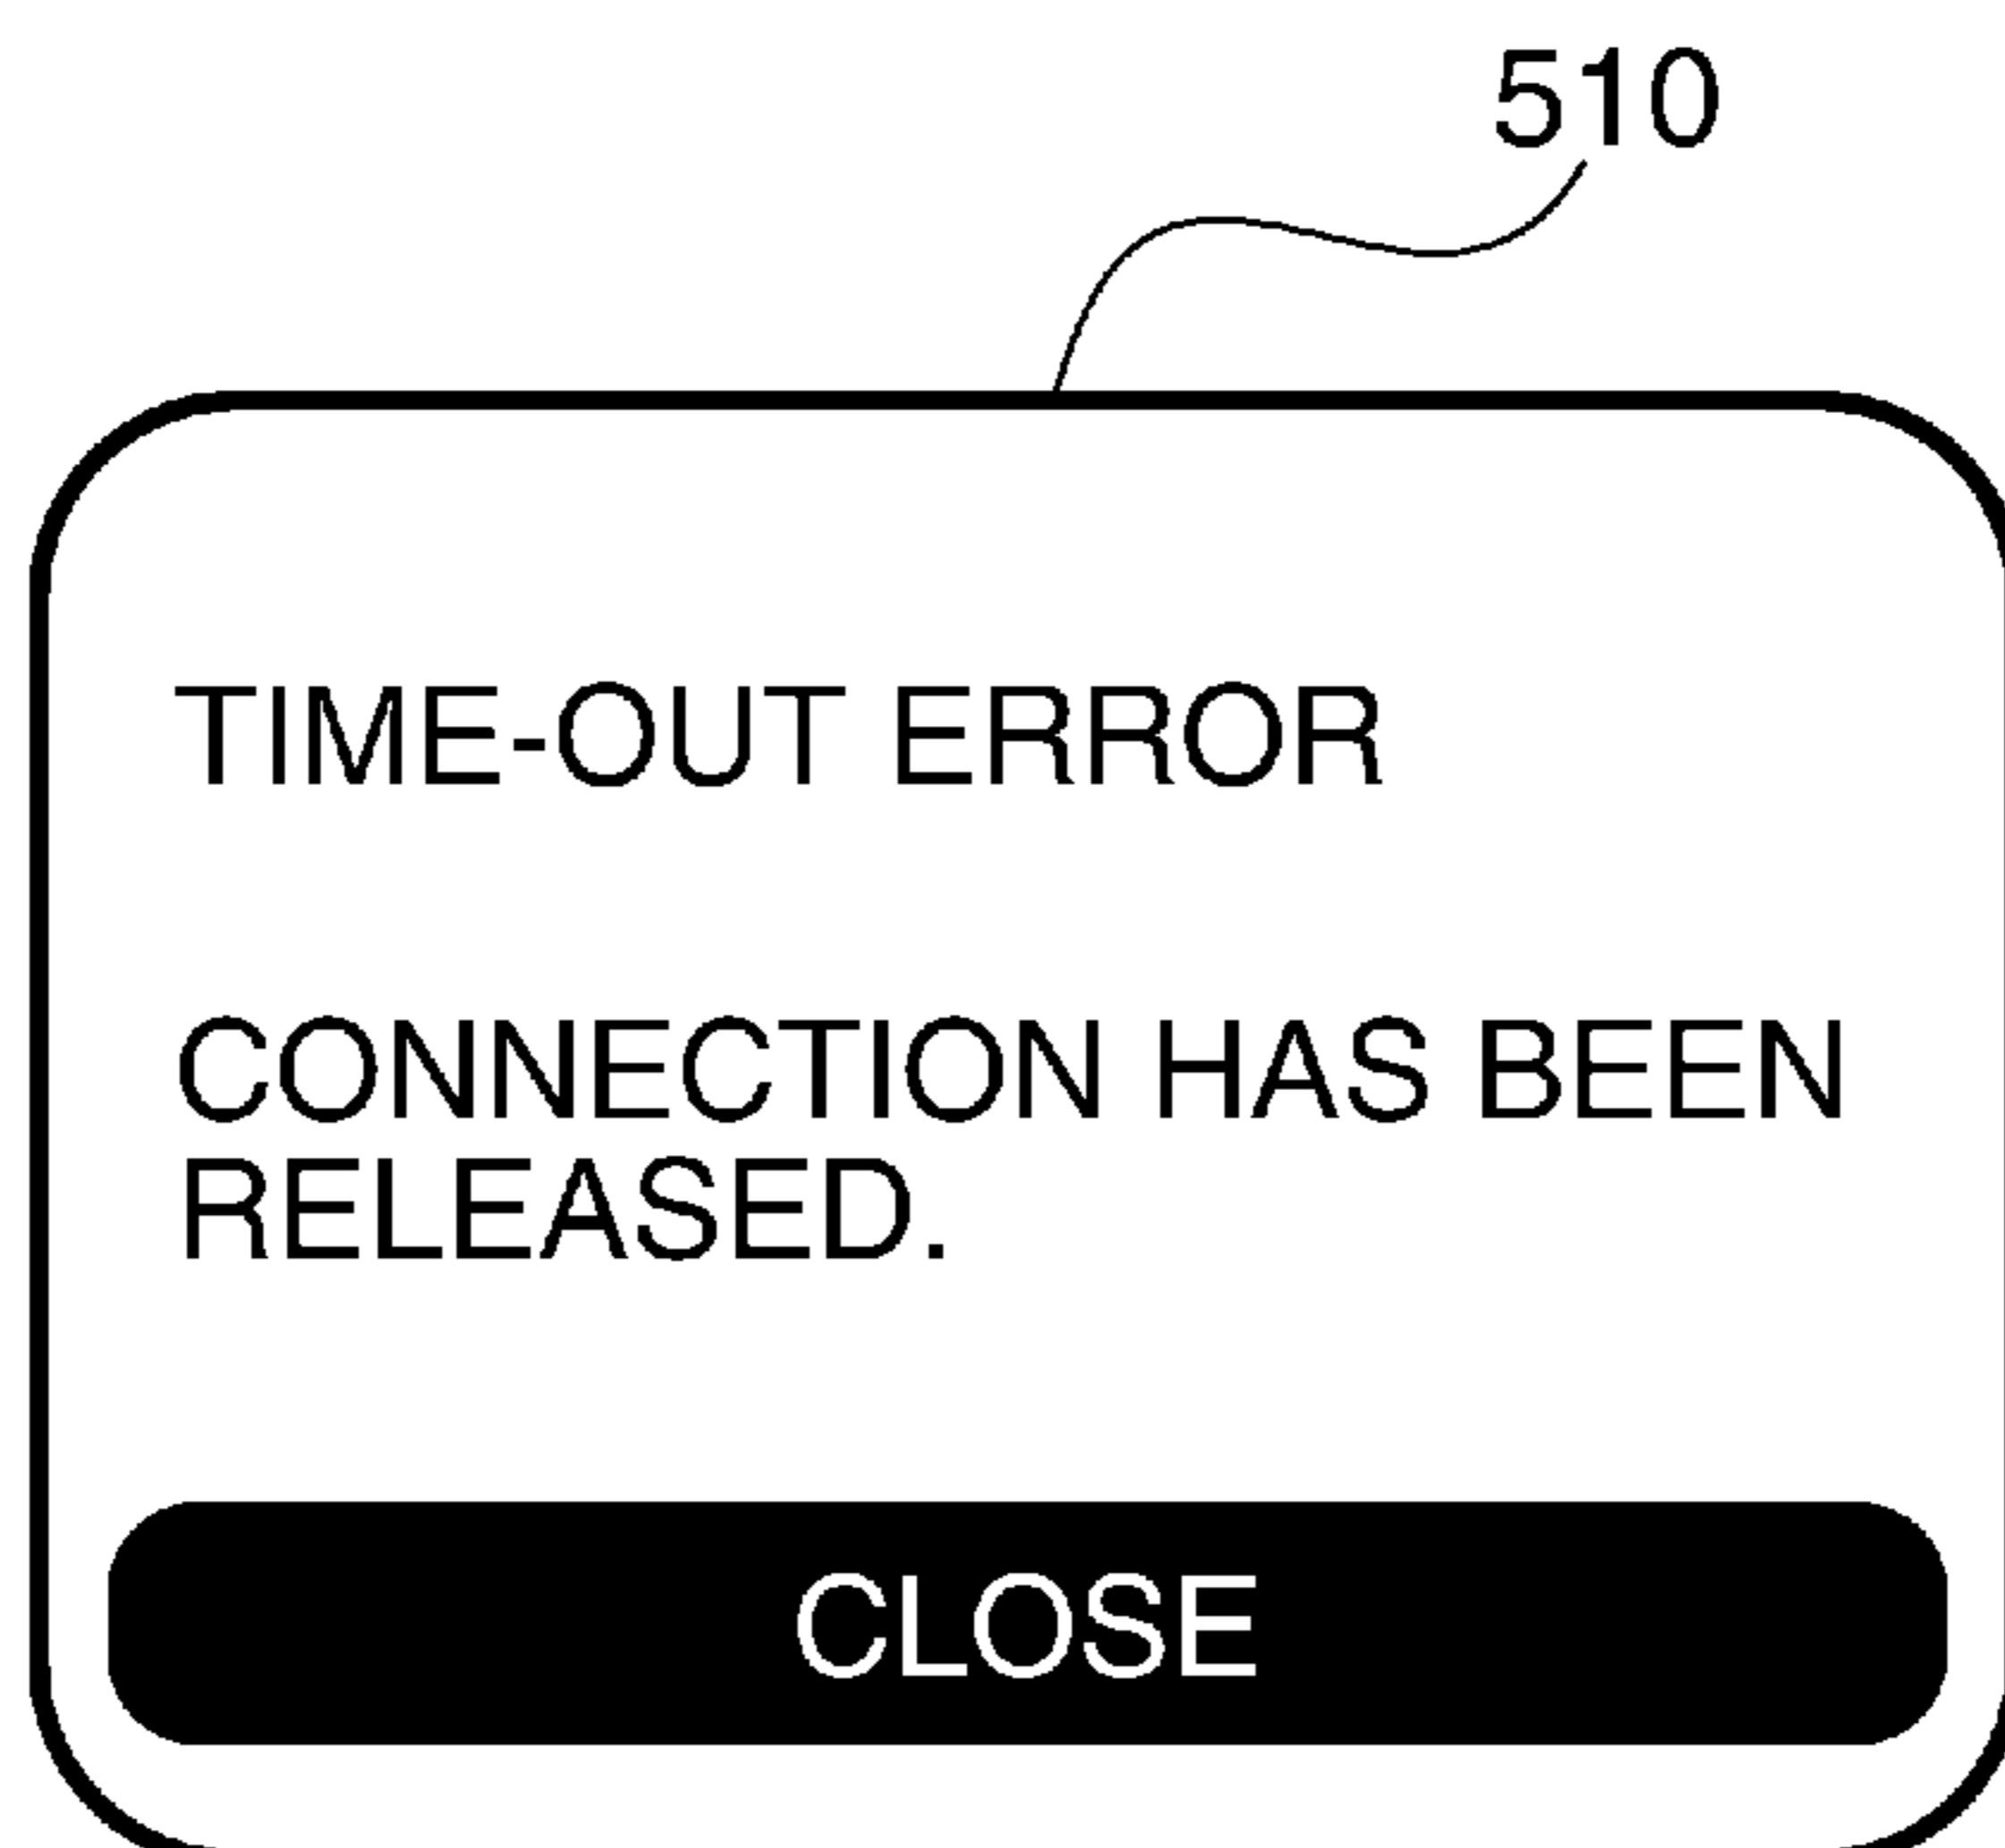 510
TIME-OUT ERROR
CONNECTION HAS BEEN
RELEASED.
CLOSE